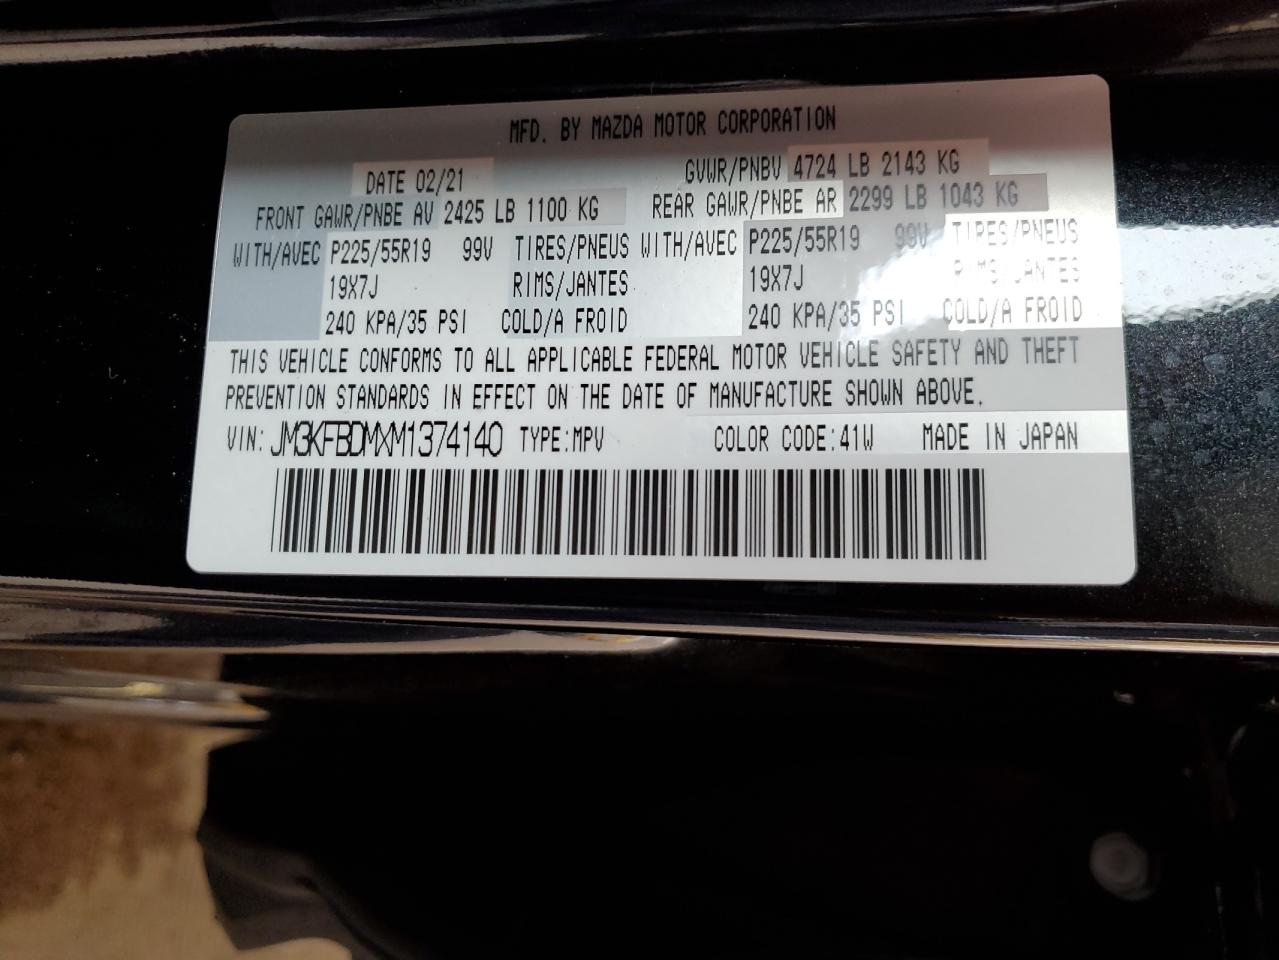 MFD. BY MAZDA MOTOR CORPORATION
DATE 02/21 GVWR/PNBV 4724 LB 2143 KG
FRONT GAWR/PNBE AV 2425 LB 1100 KG REAR GAWR/PNBE AR 2299 LB 1043 KG
WITH/AVEC P225/55R19 99V TIRES/PNEUS WITH/AVEC P225/55R19 99V TIRES/PNEUS
19X7J RIMS/JANTES 19X7J RIMS/JANTES
240 KPA/35 PSI COLD/A FROID 240 KPA/35 PSI COLD/A FROID
THIS VEHICLE CONFORMS TO ALL APPLICABLE FEDERAL MOTOR VEHICLE SAFETY AND THEFT
PREVENTION STANDARDS IN EFFECT ON THE DATE OF MANUFACTURE SHOWN ABOVE.
VIN: JM3KFBDMXM1374140 TYPE:MPV COLOR CODE:41W MADE IN JAPAN